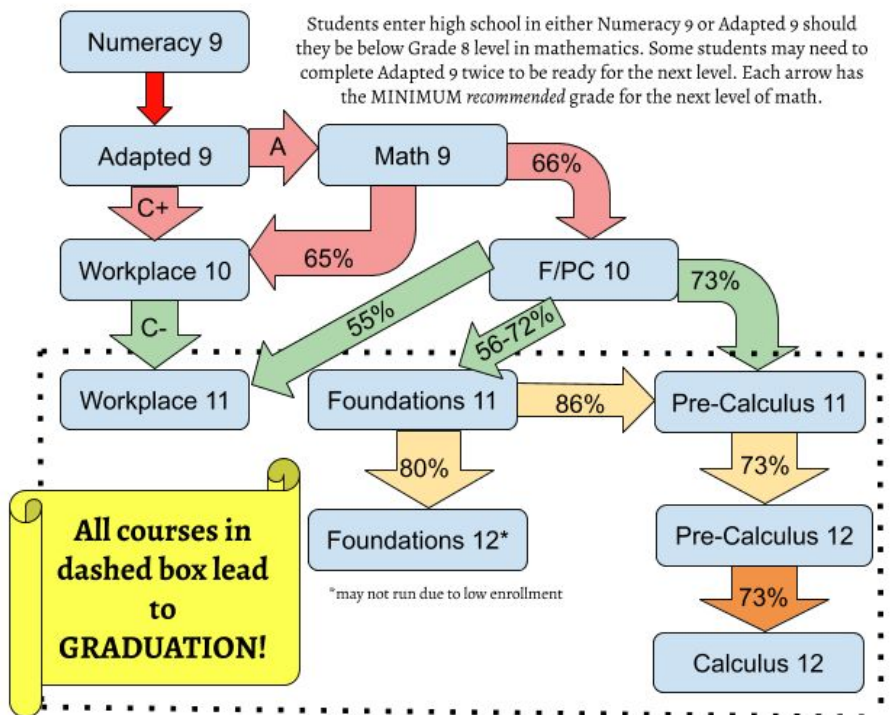 Numeracy 9
Students enter high school in either Numeracy 9 or Adapted 9 should
they be below Grade 8 level in mathematics. Some students may need to
complete Adapted 9 twice to be ready for the next level. Each arrow has
the MINIMUM recommended grade for the next level of math.
Adapted 9
A
Math 9
66%
C+
65%
Workplace 10
F/PC 10
73%
C-
55%
56-72%
Workplace 11
Foundations 11
86%
Pre-Calculus 11
80%
73%
All courses in
dashed box lead
to
GRADUATION!
Foundations 12*
*may not run due to low enrollment
Pre-Calculus 12
73%
Calculus 12